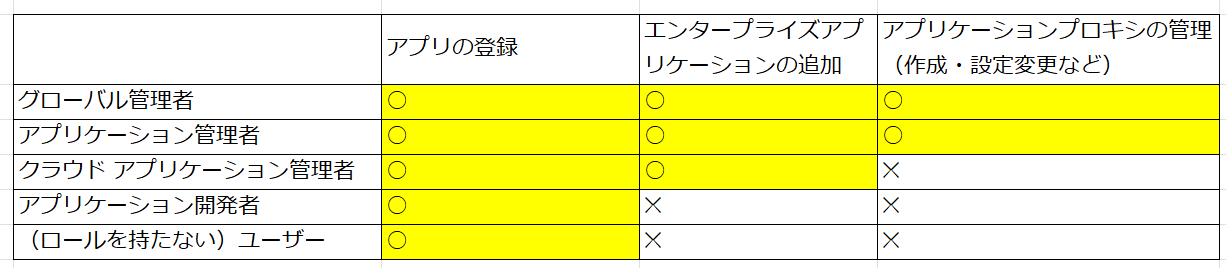 アプリの登録
エンタープライズアプ
リケーションの追加
アプリケーションプロキシの管理
（作成・設定変更など）
グローバル管理者 ○ ○ ○
アプリケーション管理者 ○ ○ ○
クラウド アプリケーション管理者 ○ ○ ×
アプリケーション開発者 ○ × ×
（ロールを持たない）ユーザー ○ × ×